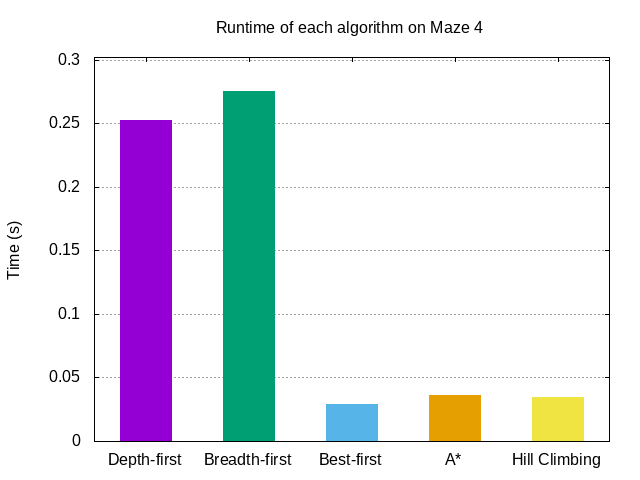 Runtime of each algorithm on Maze 4
0.3
0.25
0.2
0.15
0.1
0.05
0
Time (s)
Depth-first
Breadth-first
Best-first
A*
Hill Climbing